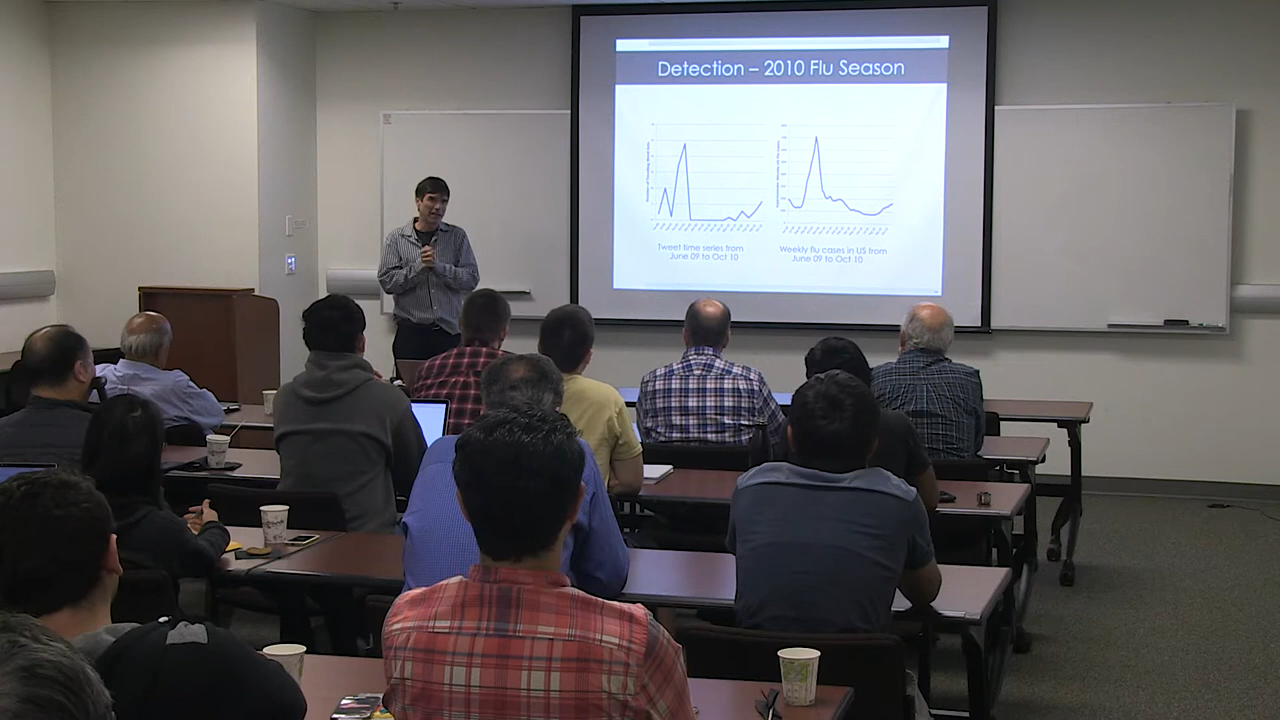 Detection – 2010 Flu Season
Tweet time series from
June 09 to Oct 10
Weekly flu cases in US from
June 09 to Oct 10